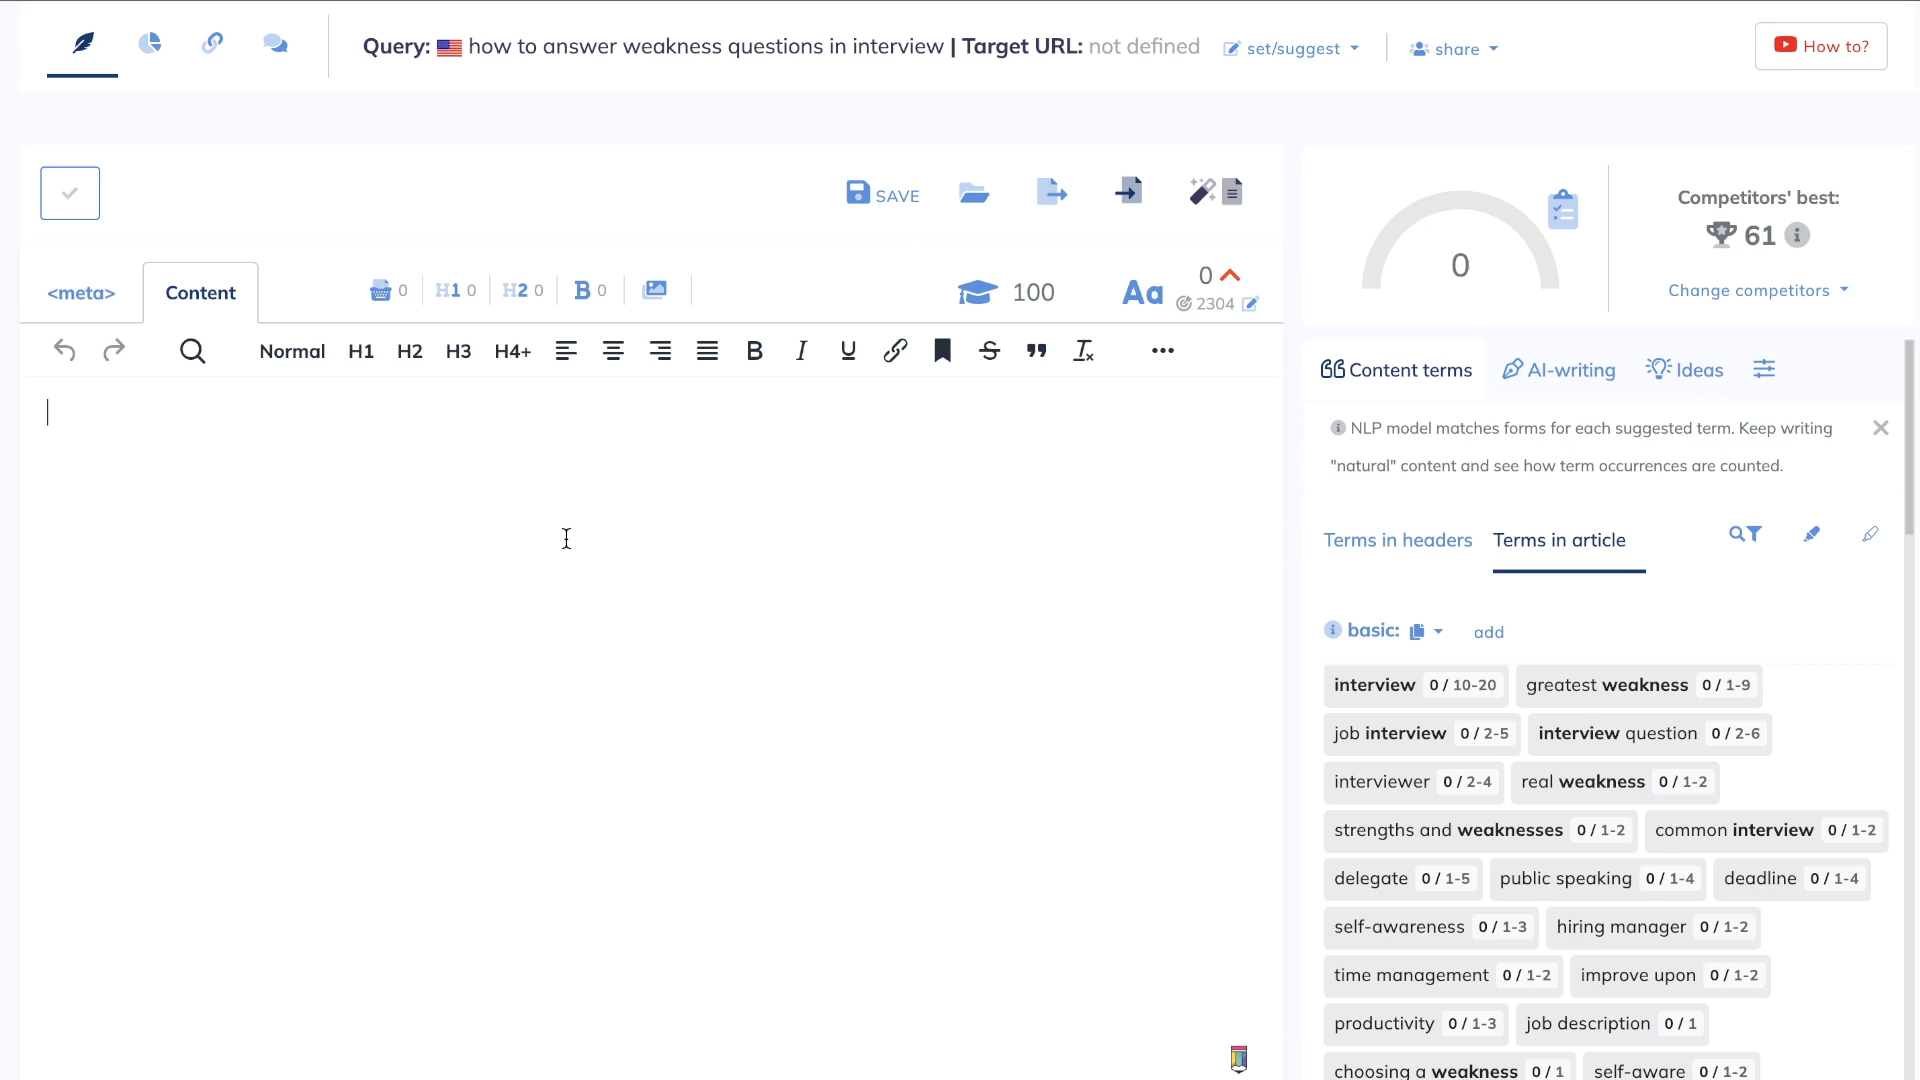 Query: how to answer weakness questions in interview | Target URL: not defined set/suggest share How to?
SAVE
Competitors' best:
61
0
Change competitors
<meta> Content 0 H1 0 H2 0 B 0 100 Aa 0
2304
Normal H1 H2 H3 H4+ B I U S
Content terms AI-writing Ideas
NLP model matches forms for each suggested term. Keep writing
"natural" content and see how term occurrences are counted.
Terms in headers Terms in article
basic: add
interview 0 / 10-20 greatest weakness 0 / 1-9
job interview 0 / 2-5 interview question 0 / 2-6
interviewer 0 / 2-4 real weakness 0 / 1-2
strengths and weaknesses 0 / 1-2 common interview 0 / 1-2
delegate 0 / 1-5 public speaking 0 / 1-4 deadline 0 / 1-4
self-awareness 0 / 1-3 hiring manager 0 / 1-2
time management 0 / 1-2 improve upon 0 / 1-2
productivity 0 / 1-3 job description 0 / 1
choosing a weakness 0 / 1 self-aware 0 / 1-2